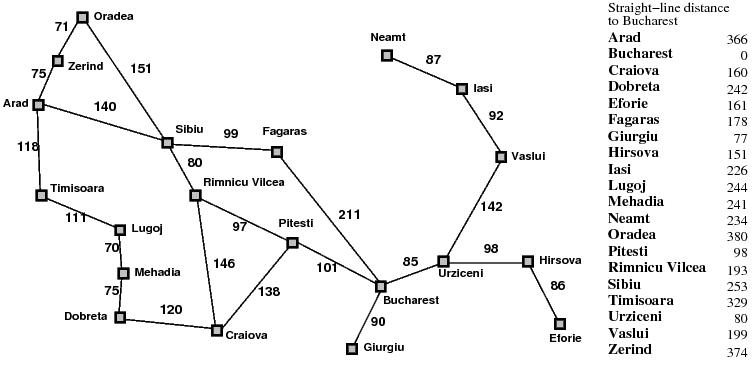 Oradea
71
Neamt
Zerind
87
151
75
Iasi
Arad
140
92
Sibiu
99
Fagaras
118
Vaslui
80
Timisoara
Rimnicu Vilcea
111
Lugoj
97
Pitesti
211
142
70
98
Hirsova
Mehadia
146
101
85
Urziceni
75
138
86
Bucharest
120
Dobreta
90
Craiova
Eforie
Giurgiu
Straight−line distance
to Bucharest
Arad 366
Bucharest 0
Craiova 160
Dobreta 242
Eforie 161
Fagaras 178
Giurgiu 77
Hirsova 151
Iasi 226
Lugoj 244
Mehadia 241
Neamt 234
Oradea 380
Pitesti 98
Rimnicu Vilcea 193
Sibiu 253
Timisoara 329
Urziceni 80
Vaslui 199
Zerind 374